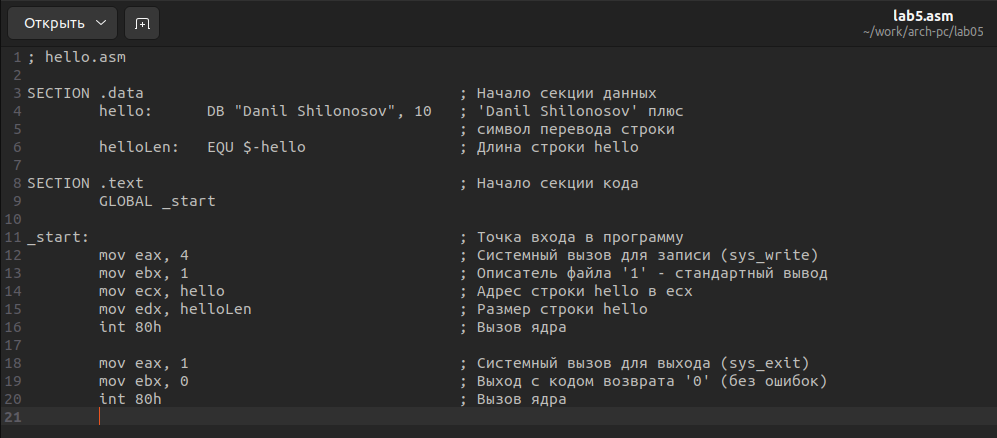 Открыть
lab5.asm
~/work/arch-pc/lab05
1 ; hello.asm
2
3 SECTION .data ; Начало секции данных
4 hello: DB "Danil Shilonosov", 10 ; 'Danil Shilonosov' плюс
5 ; символ перевода строки
6 helloLen: EQU $-hello ; Длина строки hello
7
8 SECTION .text ; Начало секции кода
9 GLOBAL _start
10
11 _start: ; Точка входа в программу
12 mov eax, 4 ; Системный вызов для записи (sys_write)
13 mov ebx, 1 ; Описатель файла '1' - стандартный вывод
14 mov ecx, hello ; Адрес строки hello в ecx
15 mov edx, helloLen ; Размер строки hello
16 int 80h ; Вызов ядра
17
18 mov eax, 1 ; Системный вызов для выхода (sys_exit)
19 mov ebx, 0 ; Выход с кодом возврата '0' (без ошибок)
20 int 80h ; Вызов ядра
21